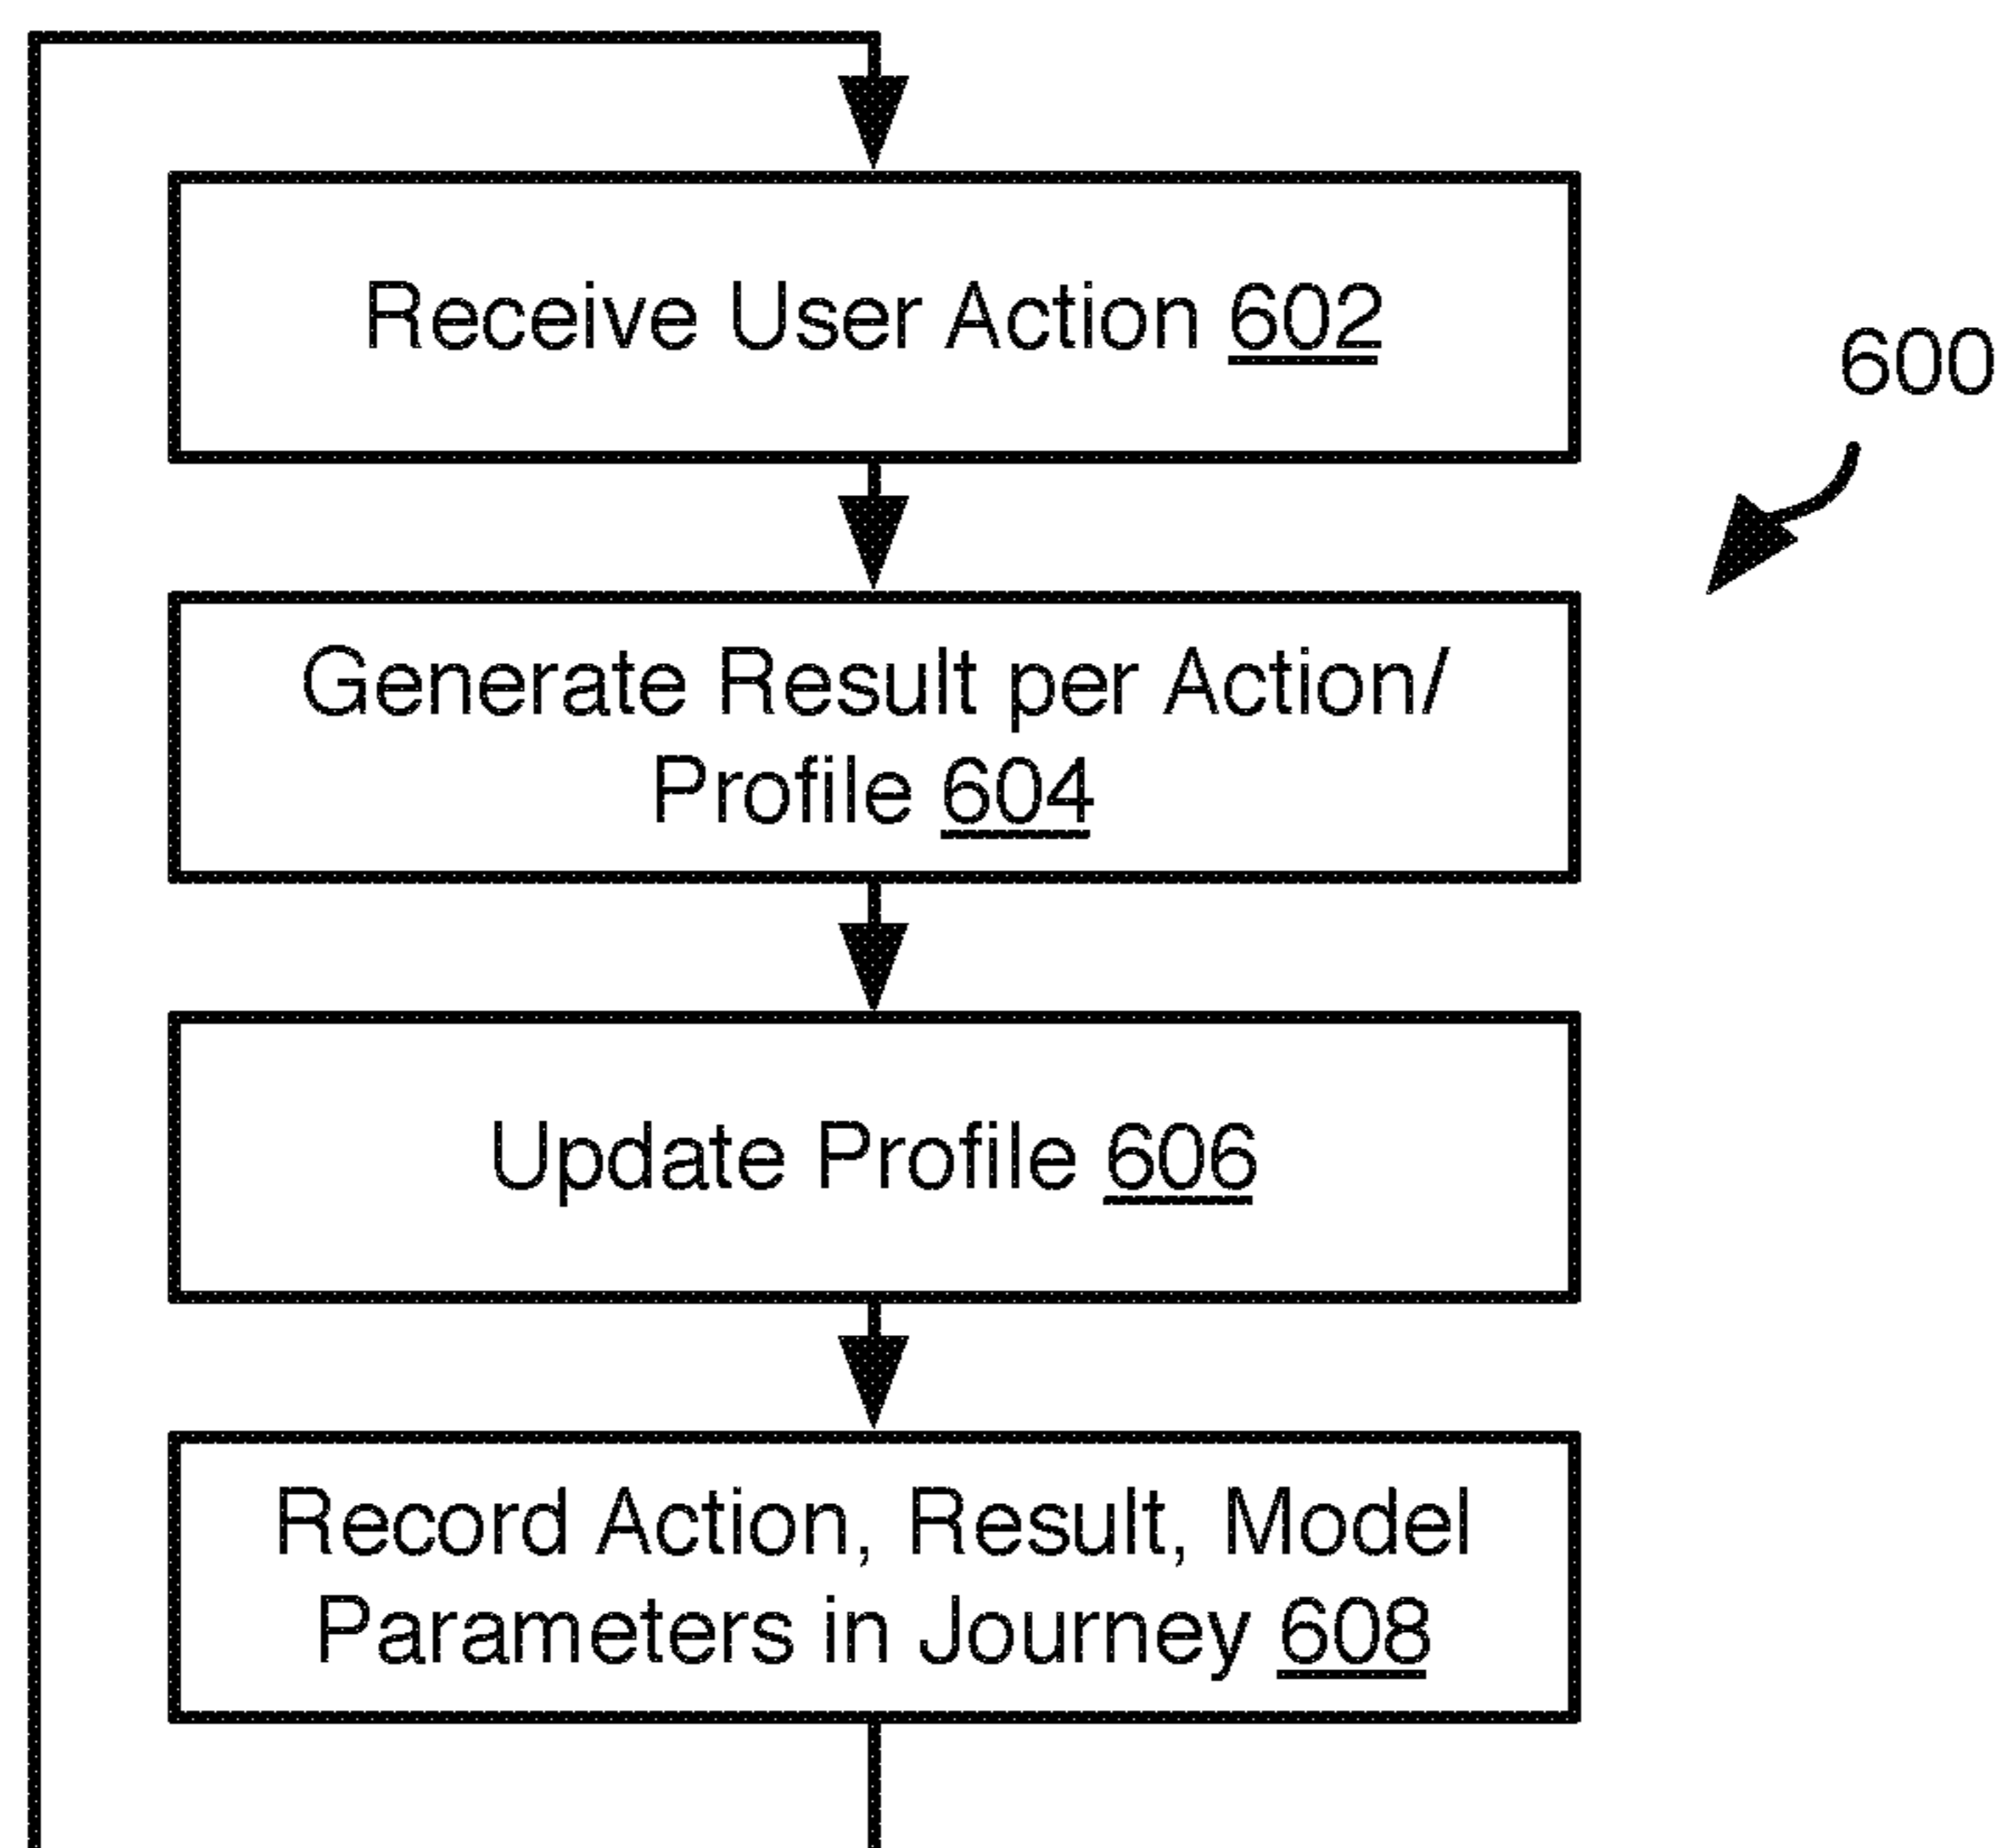 Receive User Action 602
600
Generate Result per Action/
Profile 604
Update Profile 606
Record Action, Result, Model
Parameters in Journey 608